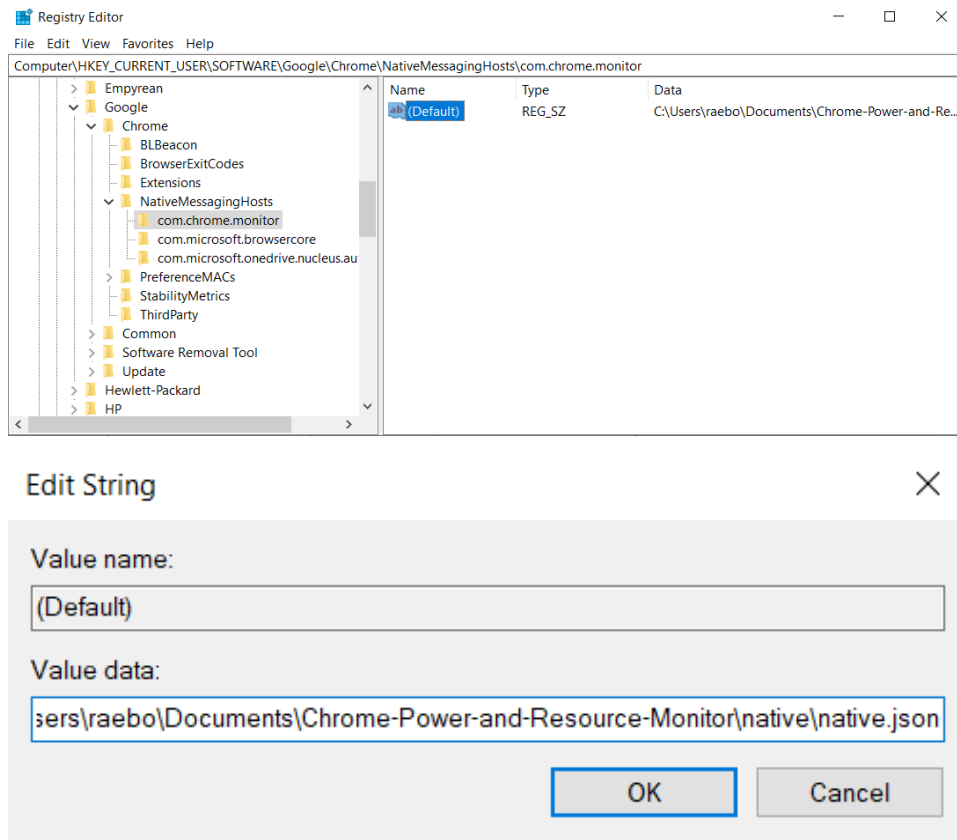 Registry Editor
File Edit View Favorites Help
Computer\HKEY_CURRENT_USER\SOFTWARE\Google\Chrome\NativeMessagingHosts\com.chrome.monitor
Empyrean
Google
Chrome
BLBeacon
BrowserExitCodes
Extensions
NativeMessagingHosts
com.chrome.monitor
com.microsoft.browsercore
com.microsoft.onedrive.nucleus.au
PreferenceMACs
StabilityMetrics
ThirdParty
Common
Software Removal Tool
Update
Hewlett-Packard
HP
Name Type Data
ab (Default) REG_SZ C:\Users\raebo\Documents\Chrome-Power-and-Re...
Edit String
Value name:
(Default)
Value data:
sers\raebo\Documents\Chrome-Power-and-Resource-Monitor\native\native.json
OK Cancel